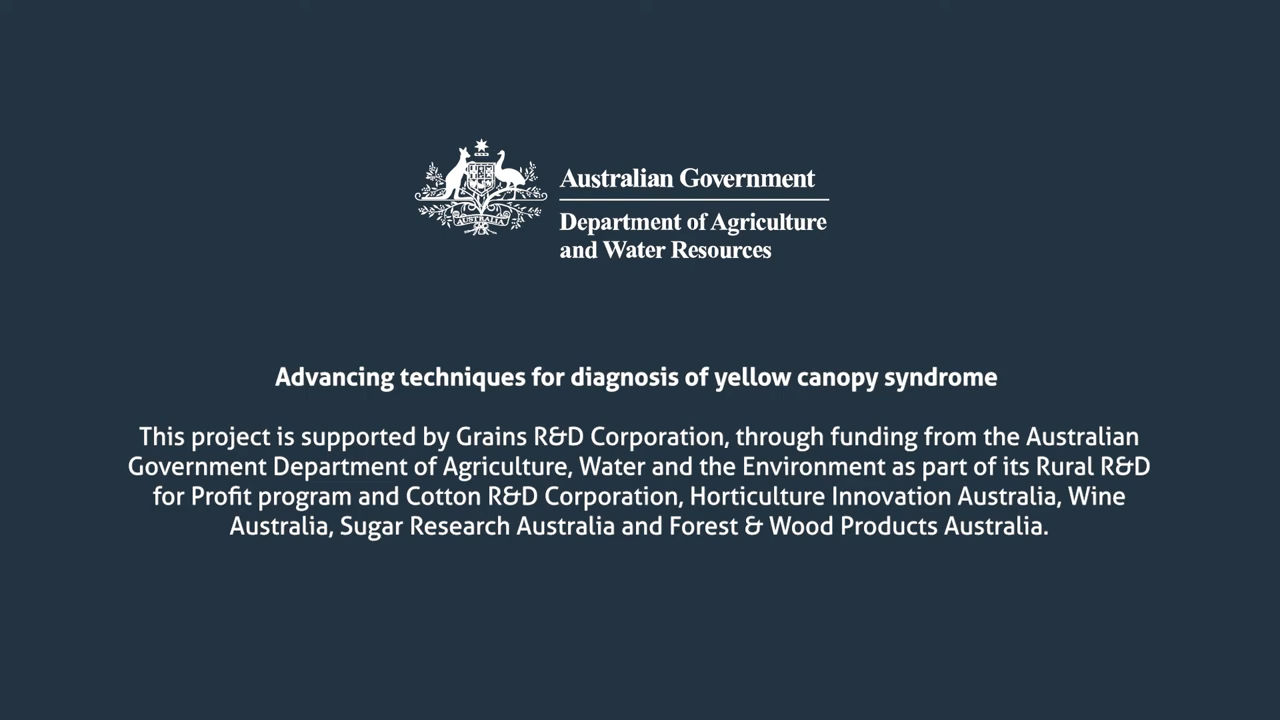 Australian Government
Department of Agriculture
and Water Resources
AUSTRALIA
Advancing techniques for diagnosis of yellow canopy syndrome
This project is supported by Grains R&D Corporation, through funding from the Australian
Government Department of Agriculture, Water and the Environment as part of its Rural R&D
for Profit program and Cotton R&D Corporation, Horticulture Innovation Australia, Wine
Australia, Sugar Research Australia and Forest & Wood Products Australia.